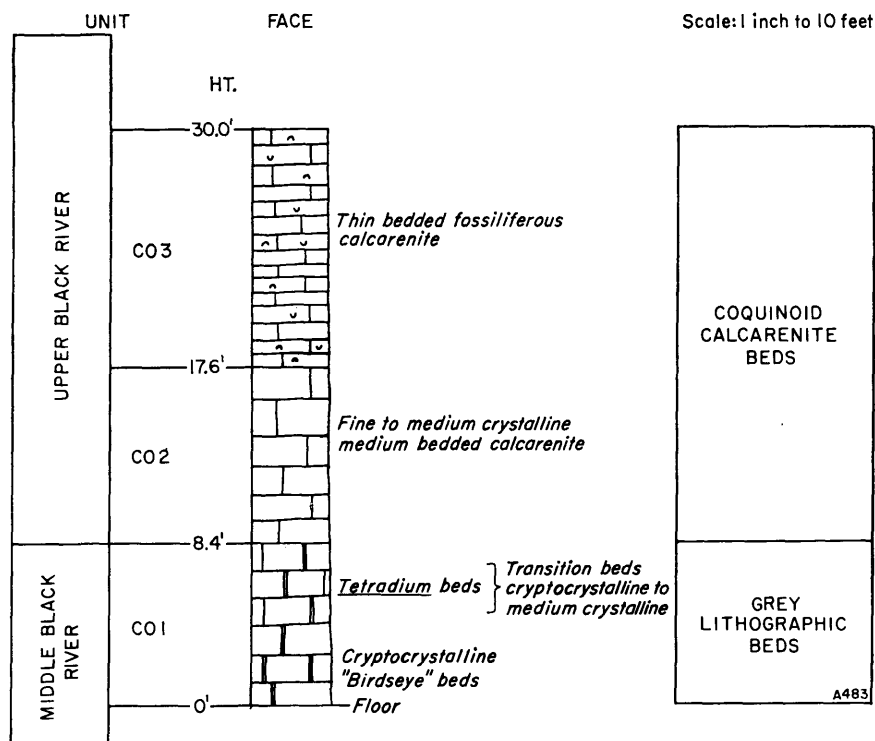 UNIT
FACE
Scale: 1 inch to 10 feet
HT.
30.0'
UPPER BLACK RIVER
CO3
Thin bedded fossiliferous
calcarenite
COQUINOID
CALCARENITE
BEDS
17.6'
CO2
Fine to medium crystalline
medium bedded calcarenite
8.4'
MIDDLE BLACK
RIVER
CO1
Tetradium beds
Transition beds
cryptocrystalline to
medium crystalline
GREY
LITHOGRAPHIC
BEDS
Cryptocrystalline
"Birdseye" beds
0'
Floor
A483